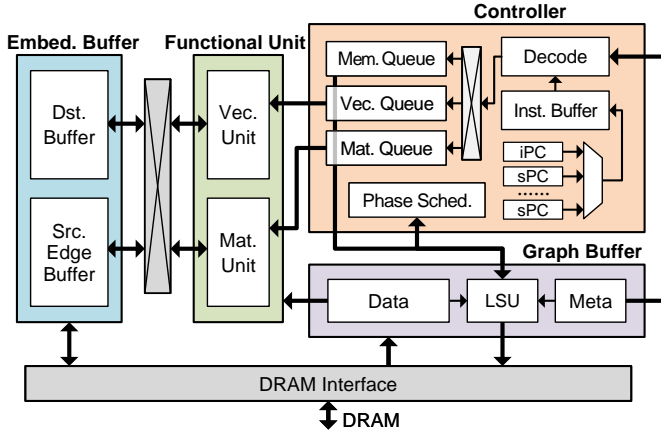 Controller
Embed. Buffer
Functional Unit
Mem. Queue
Decode
Dst.
Buffer
Vec.
Unit
Vec. Queue
Inst. Buffer
Mat. Queue
iPC
sPC
......
sPC
Phase Sched.
Src.
Edge
Buffer
Mat.
Unit
Graph Buffer
Data
LSU
Meta
DRAM Interface
DRAM